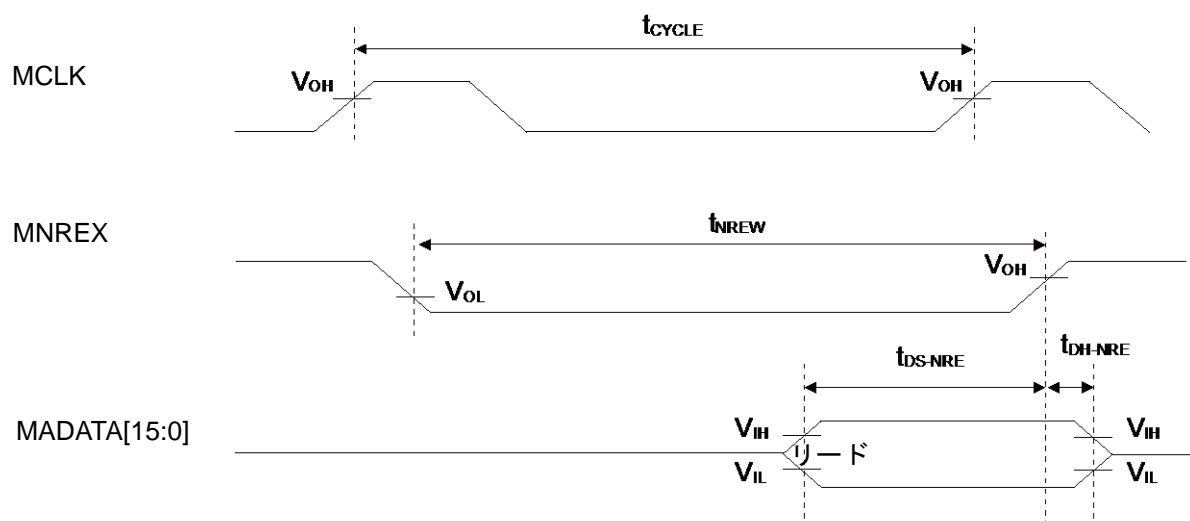 tCYCLE
MCLK
VOH
VOH
MNREX
tNREW
VOH
VOL
tDS-NRE
tDH-NRE
MADATA[15:0]
VIH
VIH
リード
VIL
VIL